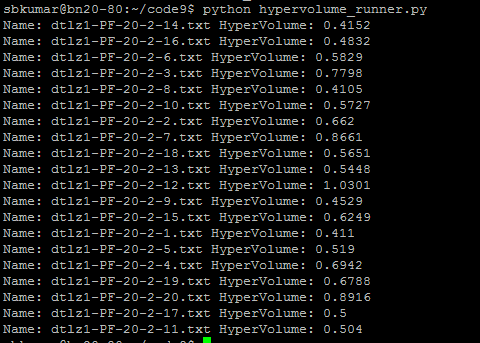 sbkumar@bn20-80:~/code9$ python hypervolume_runner.py
Name: dtlz1-PF-20-2-14.txt HyperVolume: 0.4152
Name: dtlz1-PF-20-2-16.txt HyperVolume: 0.4832
Name: dtlz1-PF-20-2-6.txt HyperVolume: 0.5829
Name: dtlz1-PF-20-2-3.txt HyperVolume: 0.7798
Name: dtlz1-PF-20-2-8.txt HyperVolume: 0.4105
Name: dtlz1-PF-20-2-10.txt HyperVolume: 0.5727
Name: dtlz1-PF-20-2-2.txt HyperVolume: 0.662
Name: dtlz1-PF-20-2-7.txt HyperVolume: 0.8661
Name: dtlz1-PF-20-2-18.txt HyperVolume: 0.5651
Name: dtlz1-PF-20-2-13.txt HyperVolume: 0.5448
Name: dtlz1-PF-20-2-12.txt HyperVolume: 1.0301
Name: dtlz1-PF-20-2-9.txt HyperVolume: 0.4529
Name: dtlz1-PF-20-2-15.txt HyperVolume: 0.6249
Name: dtlz1-PF-20-2-1.txt HyperVolume: 0.411
Name: dtlz1-PF-20-2-5.txt HyperVolume: 0.519
Name: dtlz1-PF-20-2-4.txt HyperVolume: 0.6942
Name: dtlz1-PF-20-2-19.txt HyperVolume: 0.6788
Name: dtlz1-PF-20-2-20.txt HyperVolume: 0.8916
Name: dtlz1-PF-20-2-17.txt HyperVolume: 0.5
Name: dtlz1-PF-20-2-11.txt HyperVolume: 0.504